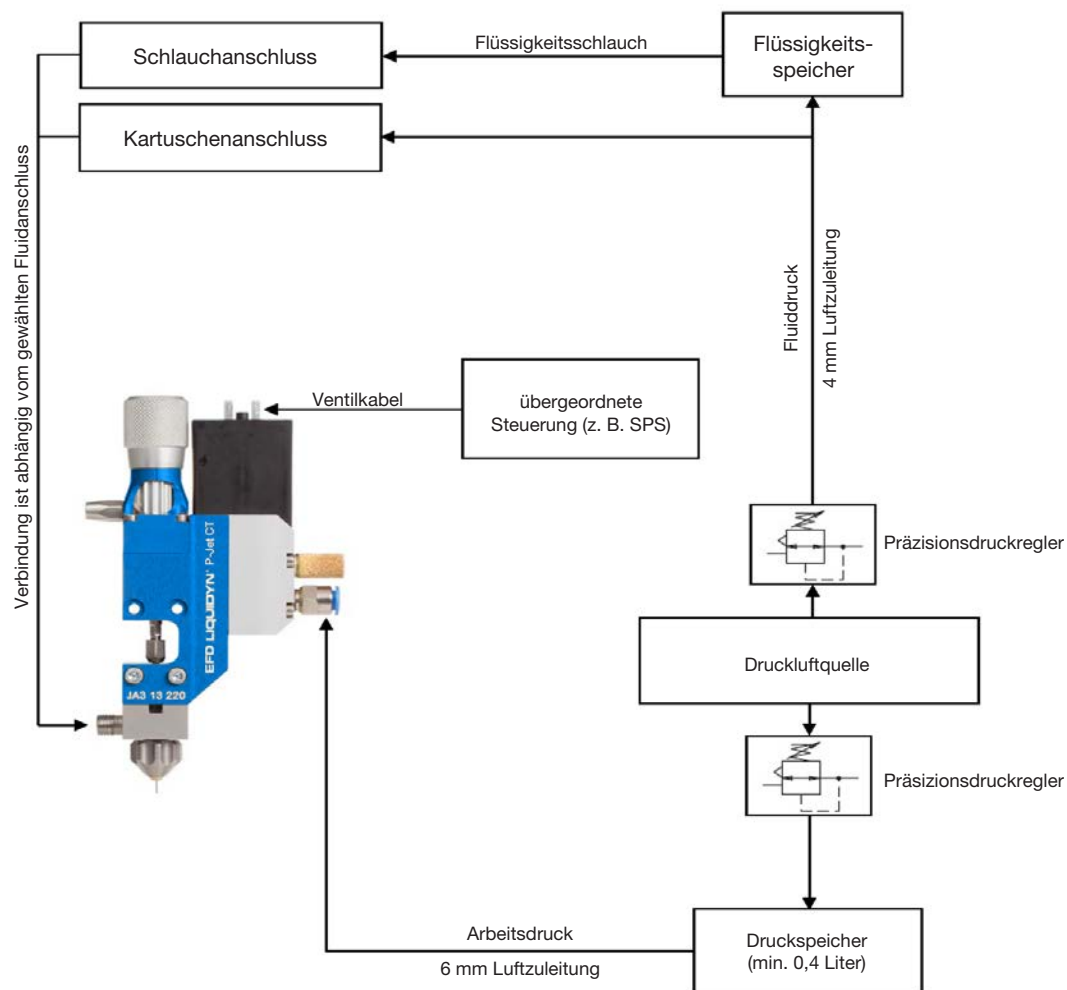 Schlauchanschluss
Flüssigkeitsschlauch
Flüssigkeits-
speicher
Kartuschenanschluss
Verbindung ist abhängig vom gewählten Fluidanschluss
Fluiddruck
4 mm Luftzuleitung
Ventilkabel
übergeordnete
Steuerung (z. B. SPS)
EFD LIQUIDYN® P-Jet CT
JA3 13 220
Präzisionsdruckregler
Druckluftquelle
Präsizionsdruckregler
Arbeitsdruck
6 mm Luftzuleitung
Druckspeicher
(min. 0,4 Liter)